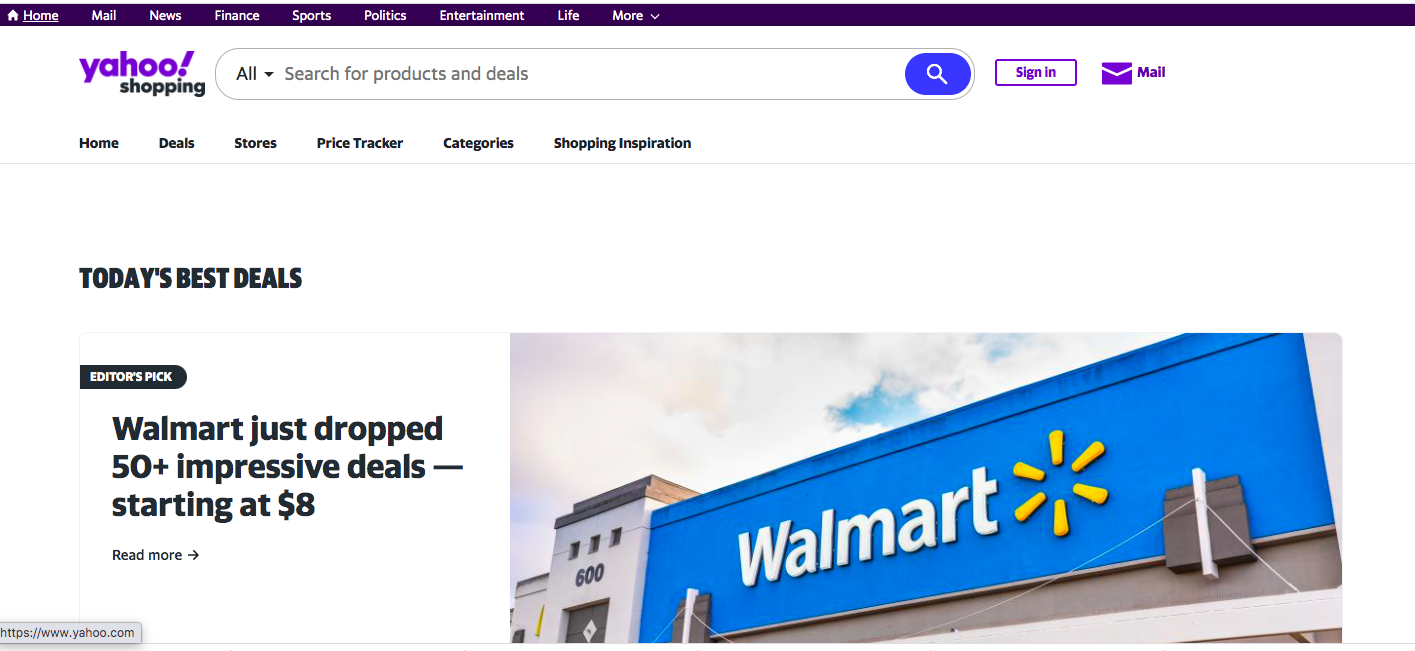 Home Mail News Finance Sports Politics Entertainment Life More
yahoo!
shopping
All Search for products and deals
Sign in
Mail
Home Deals Stores Price Tracker Categories Shopping Inspiration
TODAY'S BEST DEALS
EDITOR'S PICK
Walmart just dropped
50+ impressive deals —
starting at $8
Read more →
Walmart
600
https://www.yahoo.com